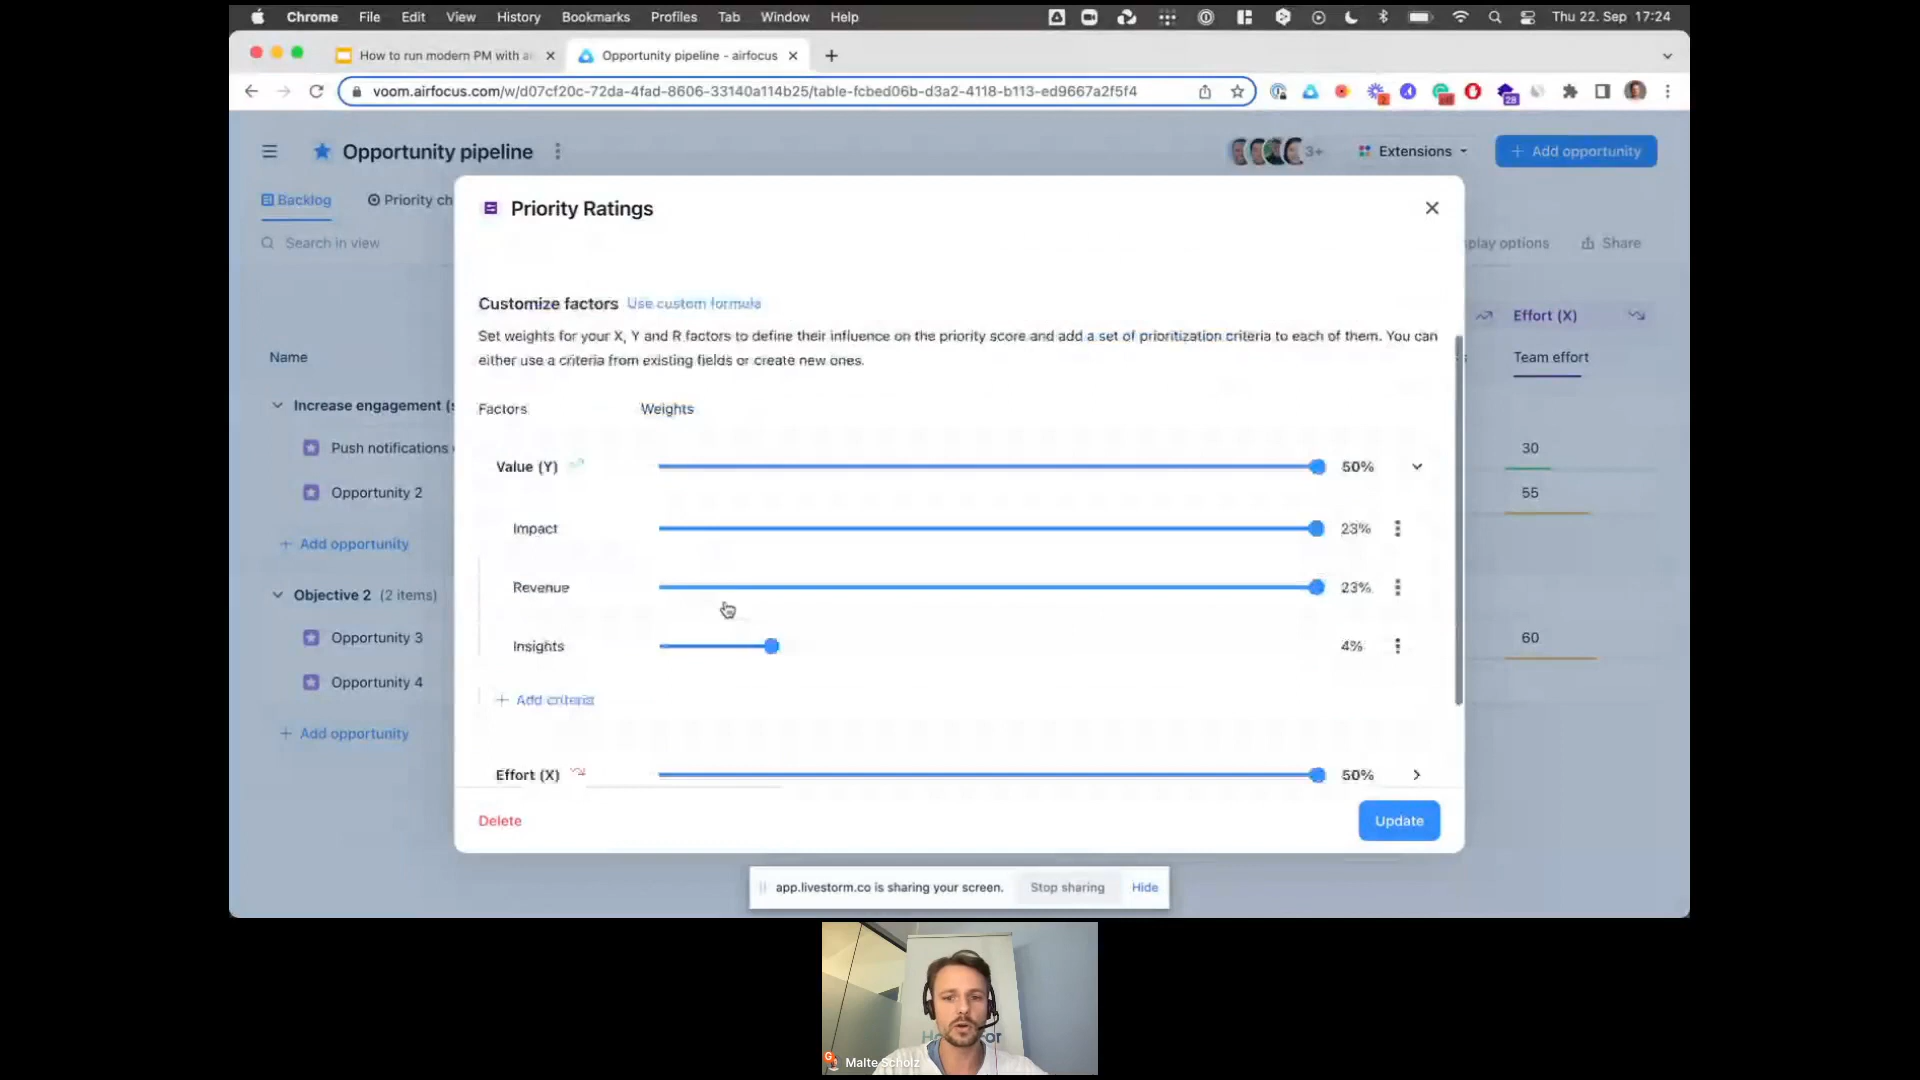 Chrome File Edit View History Bookmarks Profiles Tab Window Help Thu 22. Sep 17:24
How to run modern PM with ai
Opportunity pipeline - airfocus
voom.airfocus.com/w/d07cf20c-72da-4fad-8606-33140a114b25/table-fcbed06b-d3a2-4118-b113-ed9667a2f5f4
Opportunity pipeline
3+
Extensions
+ Add opportunity
Backlog
Priority ch
Search in view
play options
Share
Name
Effort (X)
Team effort
Increase engagement (s
Push notifications
30
Opportunity 2
55
+ Add opportunity
Objective 2 (2 items)
Opportunity 3
60
Opportunity 4
+ Add opportunity
Priority Ratings
Customize factors Use custom formula
Set weights for your X, Y and R factors to define their influence on the priority score and add a set of prioritization criteria to each of them. You can
either use a criteria from existing fields or create new ones.
Factors Weights
Value (Y) 50%
Impact 23%
Revenue 23%
Insights 4%
+ Add criteria
Effort (X) 50%
Delete
Update
app.livestorm.co is sharing your screen. Stop sharing Hide
Malte Scholz